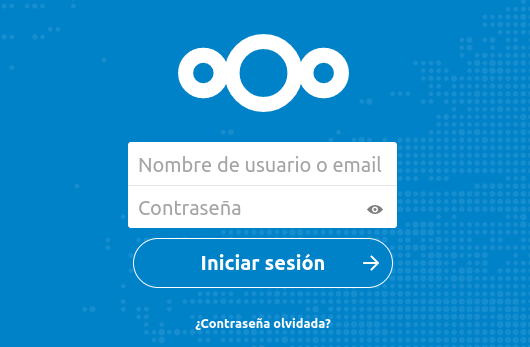 Nombre de usuario o email
Contraseña
Iniciar sesión
¿Contraseña olvidada?